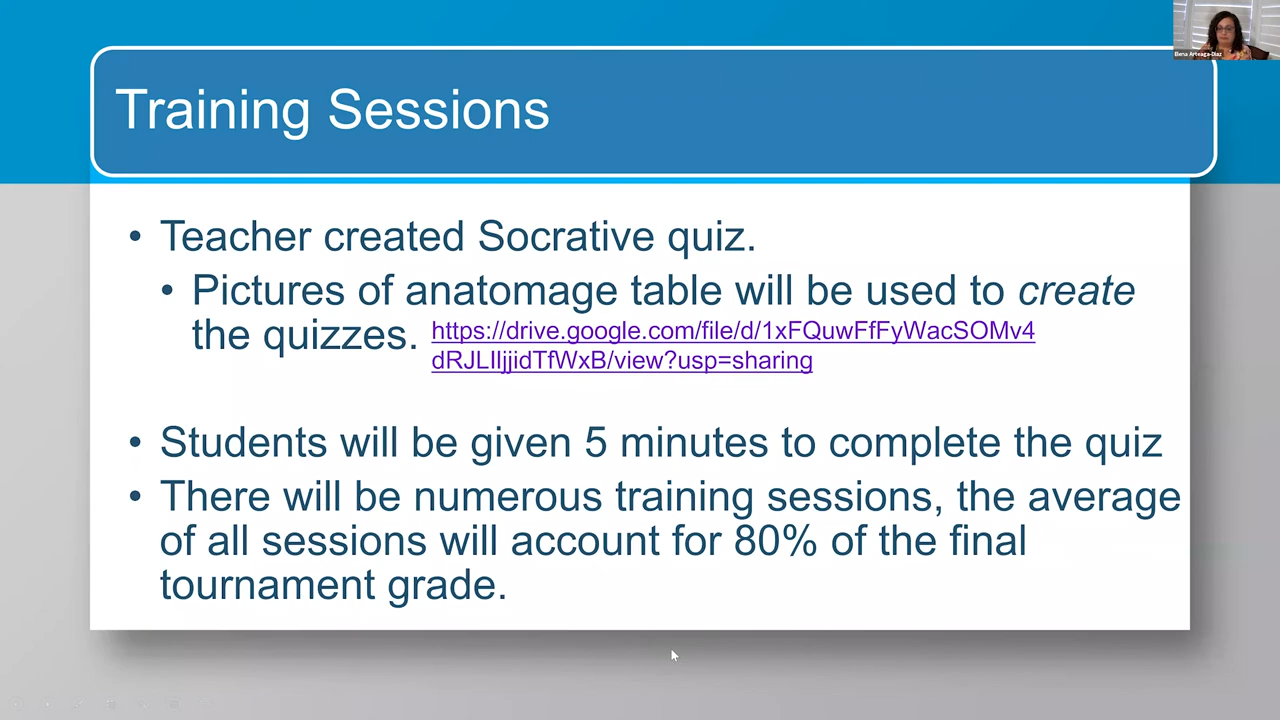 Elena Arteaga-Diaz
Training Sessions
• Teacher created Socrative quiz.
• Pictures of anatomage table will be used to create
the quizzes. https://drive.google.com/file/d/1xFQuwFfFyWacSOMv4
dRJLIljjidTfWxB/view?usp=sharing
• Students will be given 5 minutes to complete the quiz
• There will be numerous training sessions, the average
of all sessions will account for 80% of the final
tournament grade.